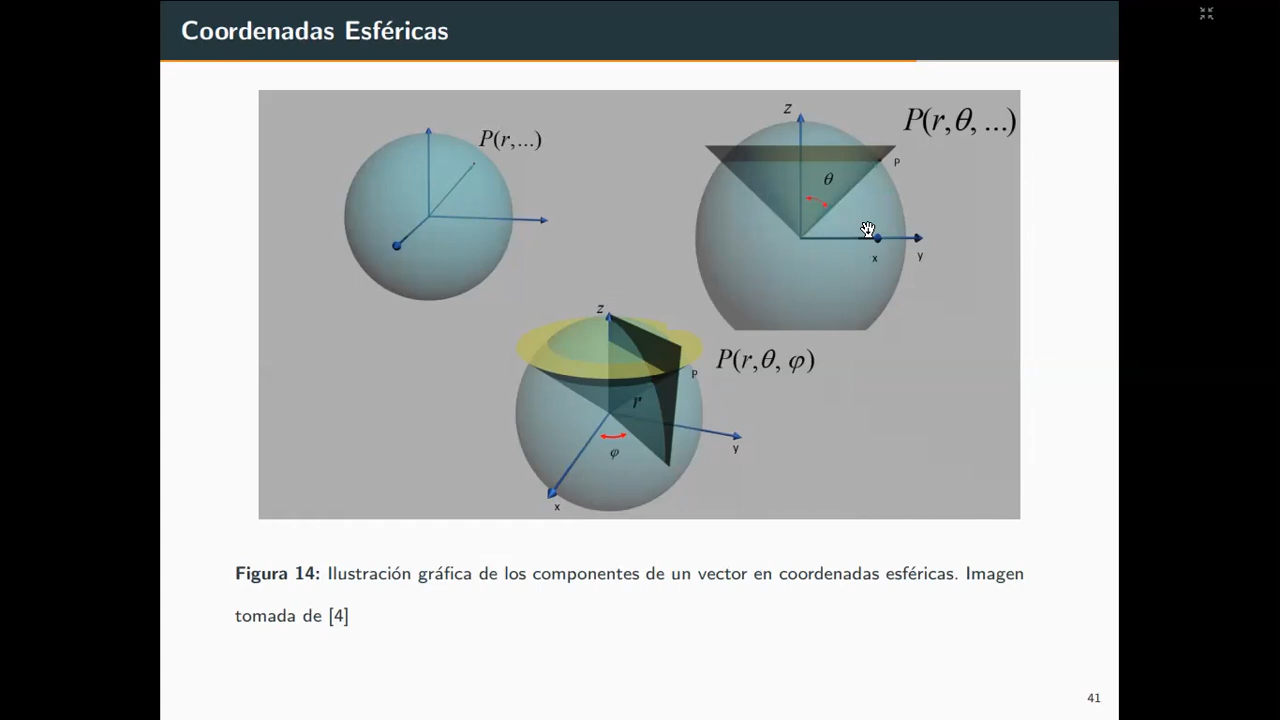 Coordenadas Esféricas
P(r,...)
z
P(r,θ,...)
P
θ
x
y
z
P(r,θ, φ)
P
r
φ
y
x
Figura 14: Ilustración gráfica de los componentes de un vector en coordenadas esféricas. Imagen
tomada de [4]
41